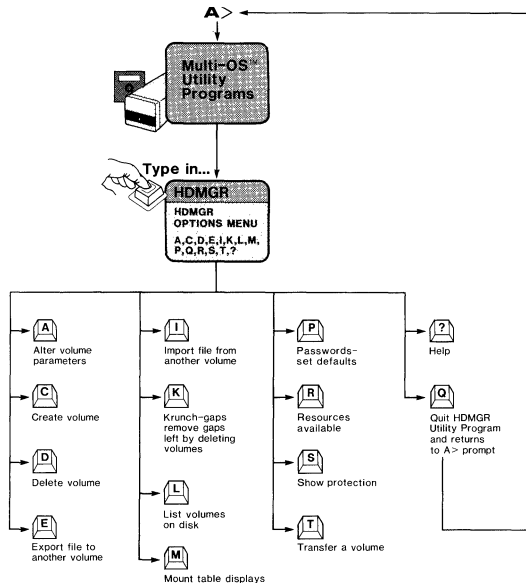 A>
Multi-OS™
Utility
Programs
Type in...
HDMGR
HDMGR
OPTIONS MENU
A,C,D,E,I,K,L,M,
P,Q,R,S,T,?
A
Alter volume
parameters
C
Create volume
D
Delete volume
E
Export file to
another volume
I
Import file from
another volume
K
Krunch-gaps
remove gaps
left by deleting
volumes
L
List volumes
on disk
M
Mount table displays
P
Passwords-
set defaults
R
Resources
available
S
Show protection
T
Transfer a volume
?
Help
Q
Quit HDMGR
Utility Program
and returns
to A> prompt